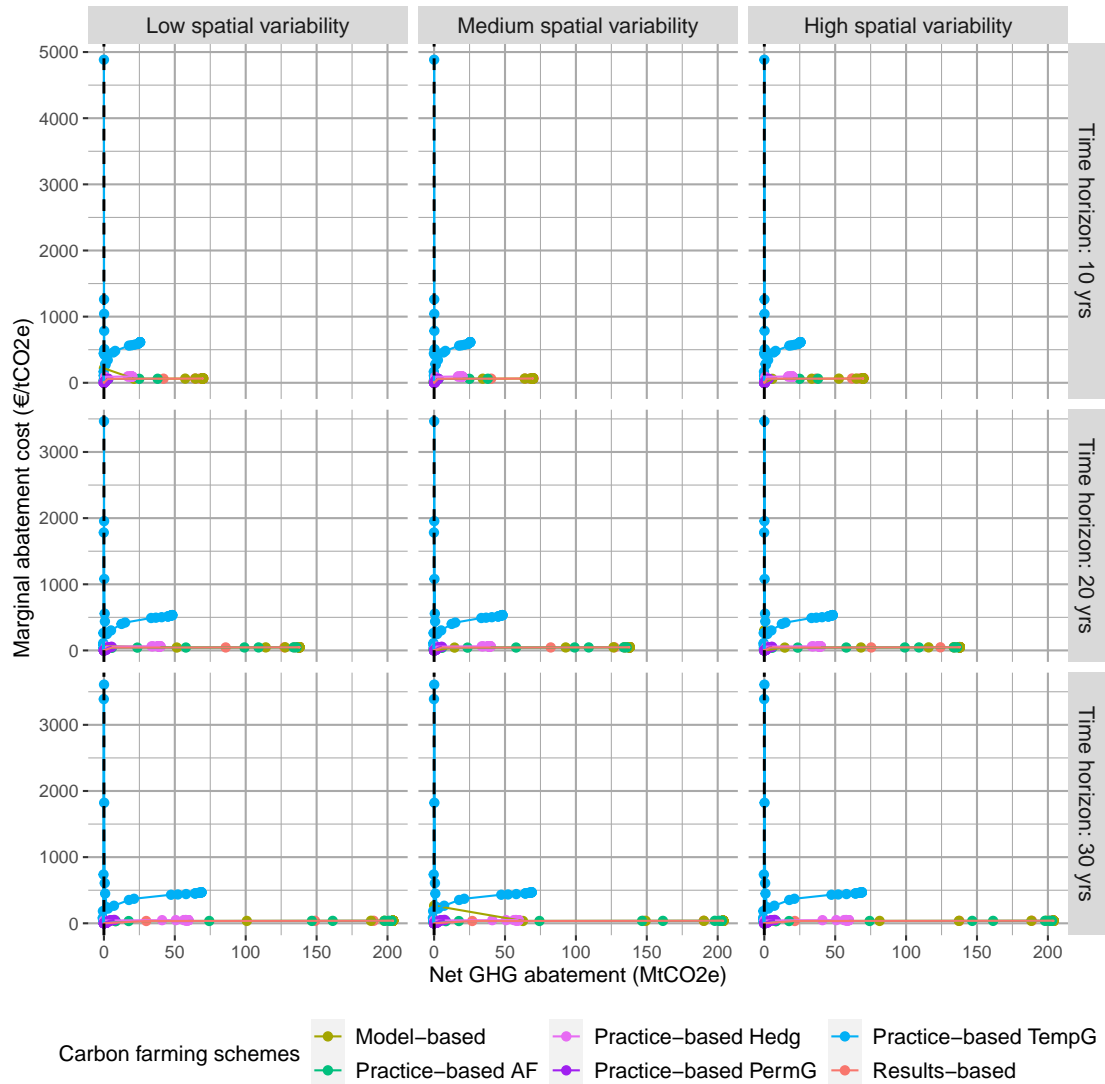 Low spatial variability
Medium spatial variability
High spatial variability
Marginal abatement cost (€/tCO2e)
5000
4000
3000
2000
1000
0
Time horizon: 10 yrs
3000
2000
1000
0
Time horizon: 20 yrs
3000
2000
1000
0
Time horizon: 30 yrs
0 50 100 150 200 0 50 100 150 200 0 50 100 150 200
Net GHG abatement (MtCO2e)
Carbon farming schemes
Model−based
Practice−based Hedg
Practice−based TempG
Practice−based AF
Practice−based PermG
Results−based